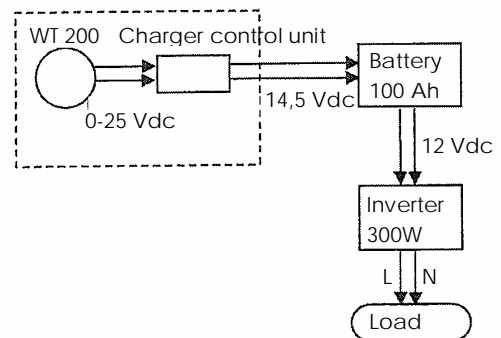 WT 200 Charger control unit
0-25 Vdc
14,5 Vdc
Battery
100 Ah
12 Vdc
Inverter
300W
L N
Load